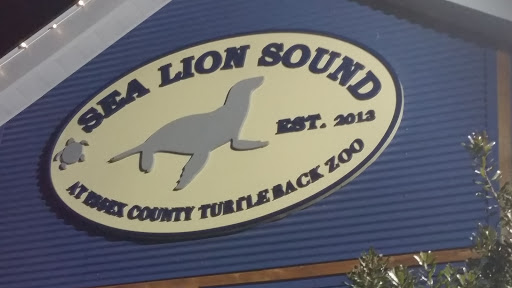 SEA LION SOUND
EST. 2013
AT ESSEX COUNTY TURTLE BACK ZOO